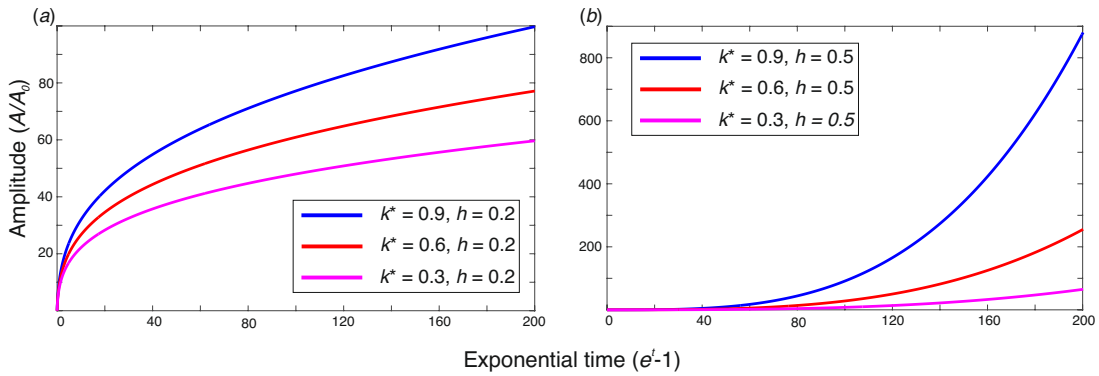 (a)
(b)
Amplitude (A/A₀)
80
60
40
20
0
40
80
120
160
200
k* = 0.9, h = 0.2
k* = 0.6, h = 0.2
k* = 0.3, h = 0.2
800
600
400
200
0
40
80
120
160
200
k* = 0.9, h = 0.5
k* = 0.6, h = 0.5
k* = 0.3, h = 0.5
Exponential time (eᵗ-1)